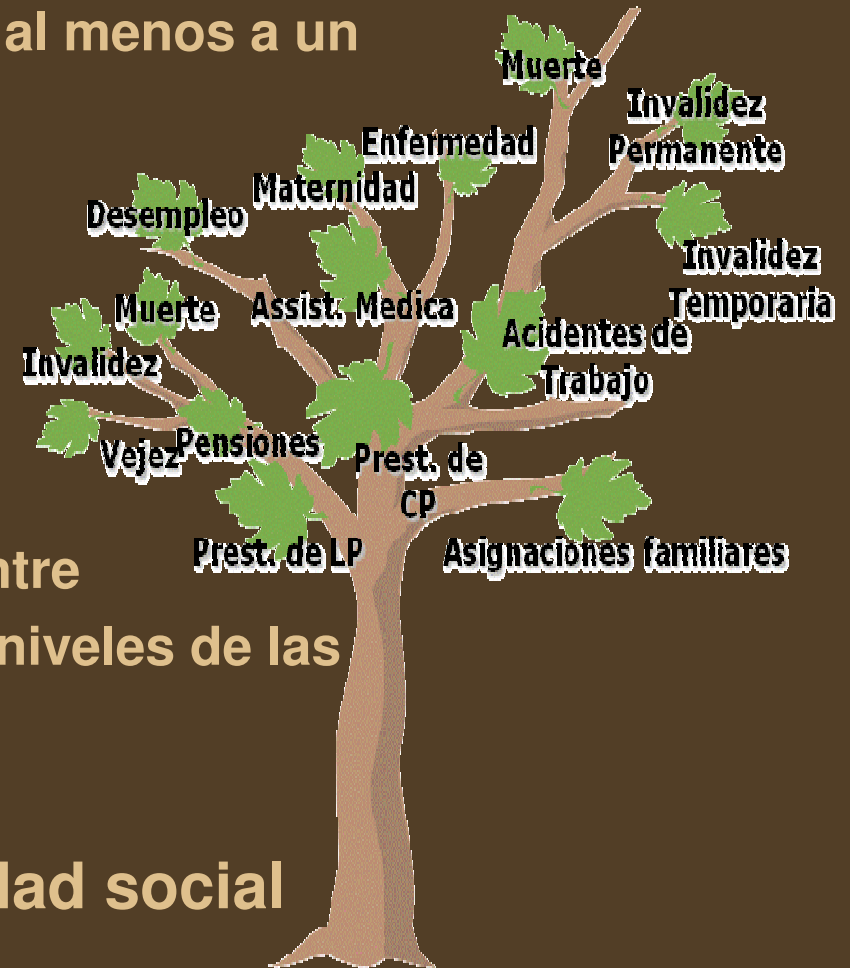 al menos a un
Muerte
Invalidez
Permanente
Enfermedad
Maternidad
Desempleo
Invalidez
Temporaria
Muerte
Assist. Medica
Acidentes de
Trabajo
Invalidez
Vejez
Pensiones
Prest. de
CP
Prest. de LP
Asignaciones familiares
ntre
niveles de las
dad social